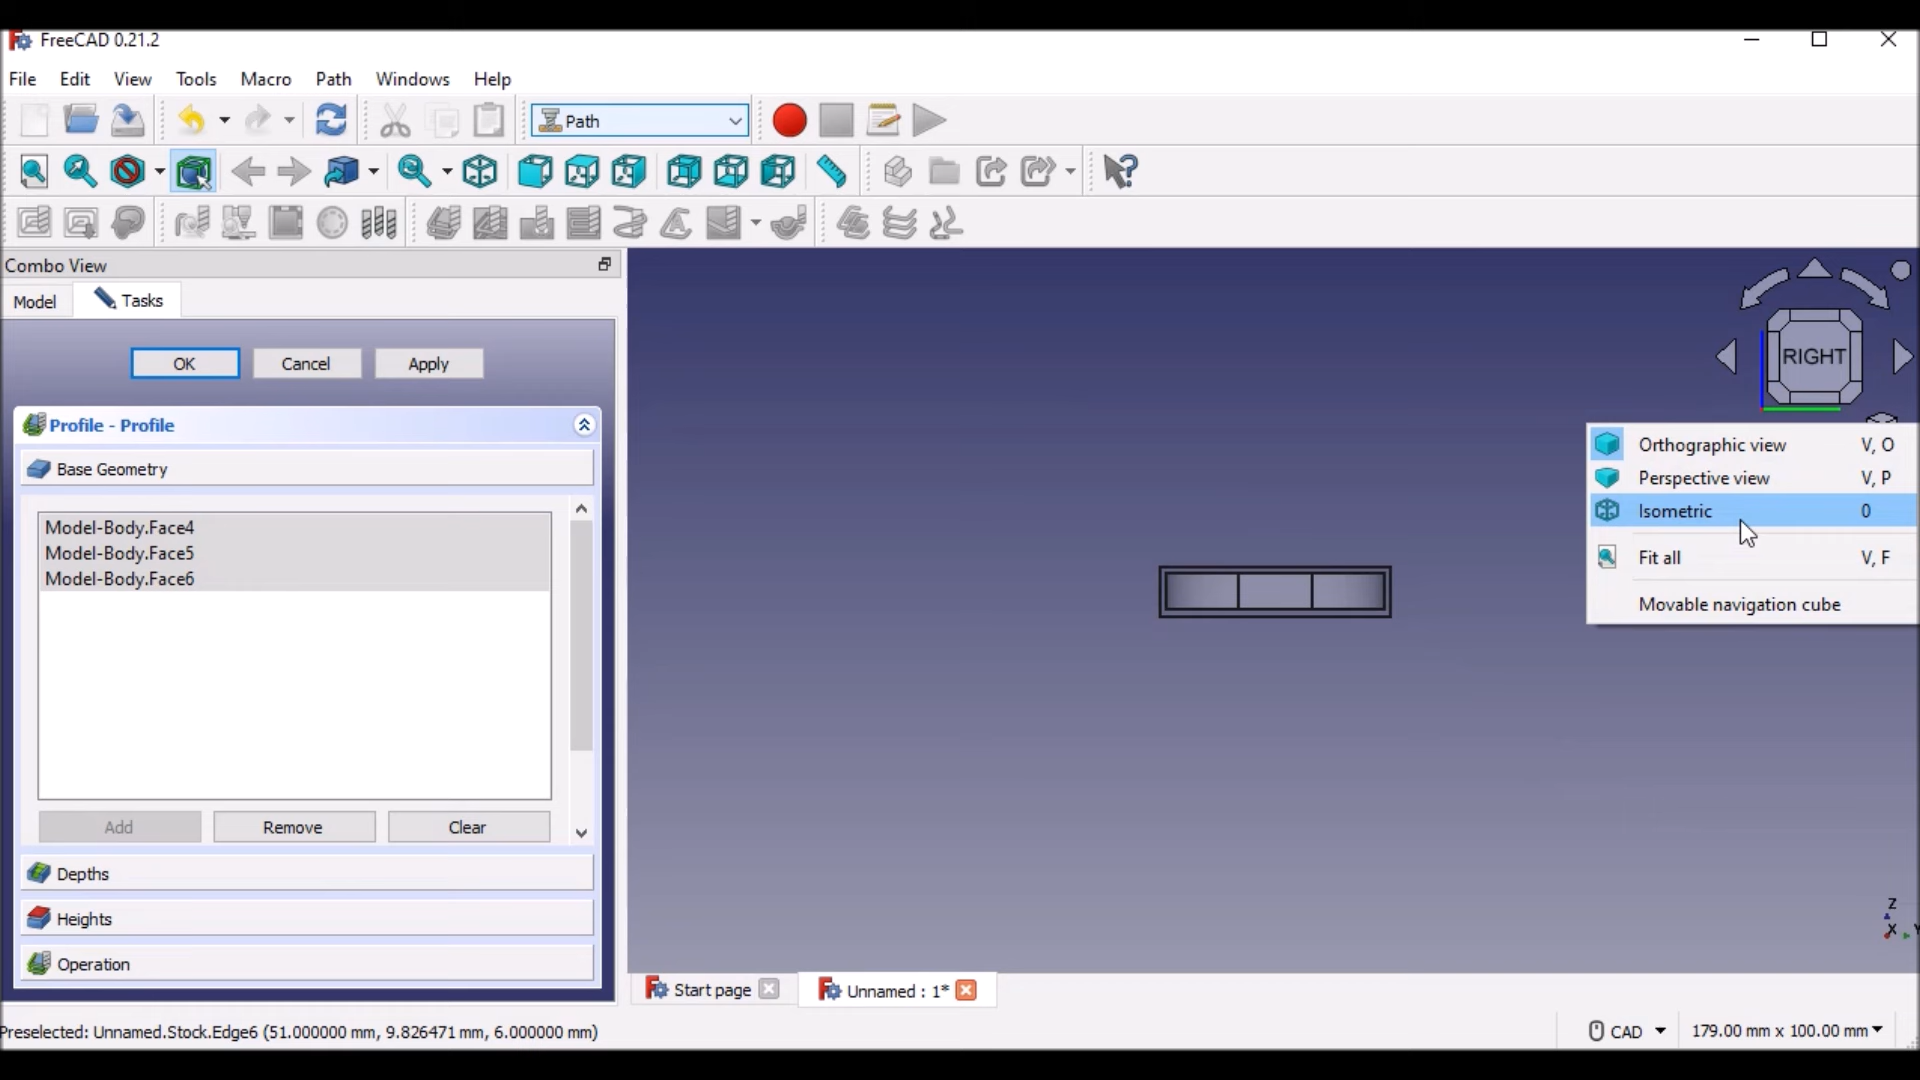 FreeCAD 0.21.2
File Edit View Tools Macro Path Windows Help
Path
Combo View
Model Tasks
OK Cancel Apply
Profile - Profile
Base Geometry
Model-Body.Face4
Model-Body.Face5
Model-Body.Face6
Add Remove Clear
Depths
Heights
Operation
RIGHT
Orthographic view V, O
Perspective view V, P
Isometric 0
Fit all V, F
Movable navigation cube
Z
X Y
Start page Unnamed : 1*
Preselected: Unnamed.Stock.Edge6 (51.000000 mm, 9.826471 mm, 6.000000 mm)
CAD 179.00 mm x 100.00 mm